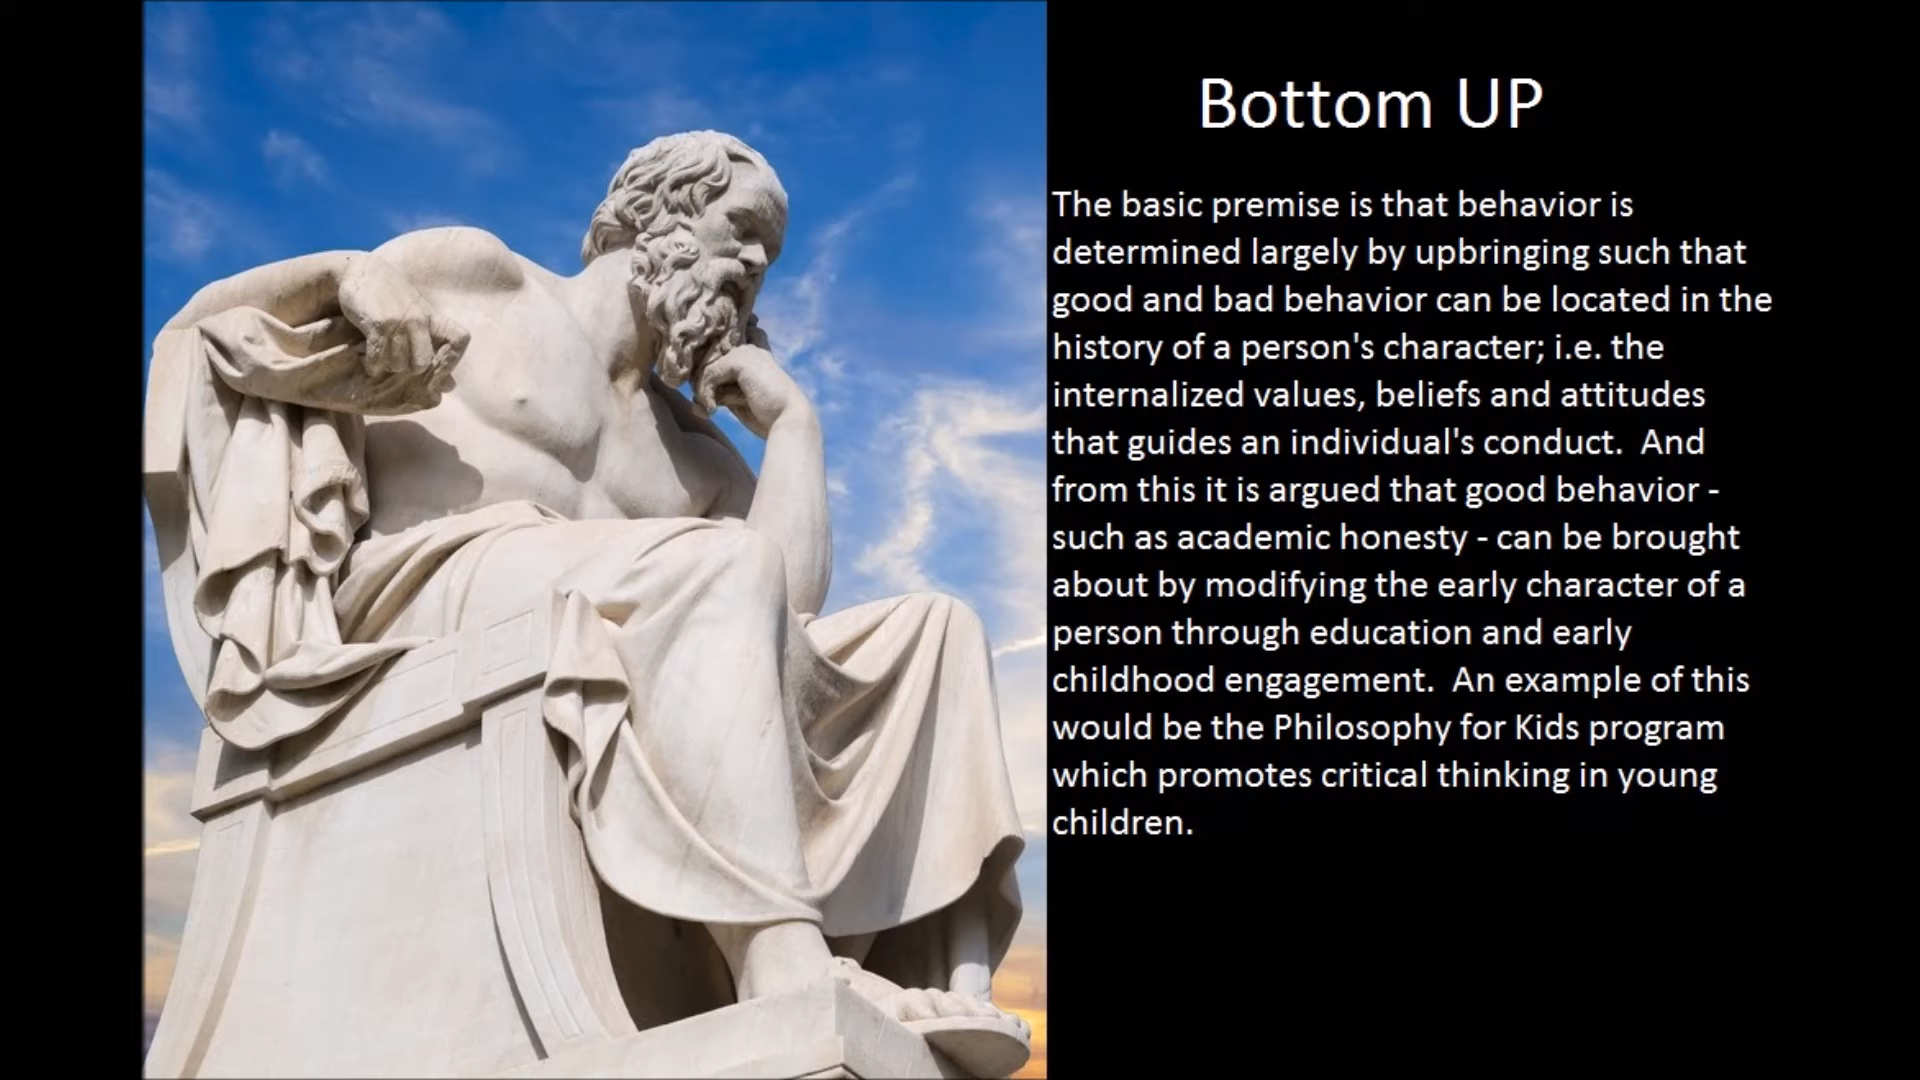 Bottom UP
The basic premise is that behavior is
determined largely by upbringing such that
good and bad behavior can be located in the
history of a person's character; i.e. the
internalized values, beliefs and attitudes
that guides an individual's conduct.  And
from this it is argued that good behavior -
such as academic honesty - can be brought
about by modifying the early character of a
person through education and early
childhood engagement.  An example of this
would be the Philosophy for Kids program
which promotes critical thinking in young
children.